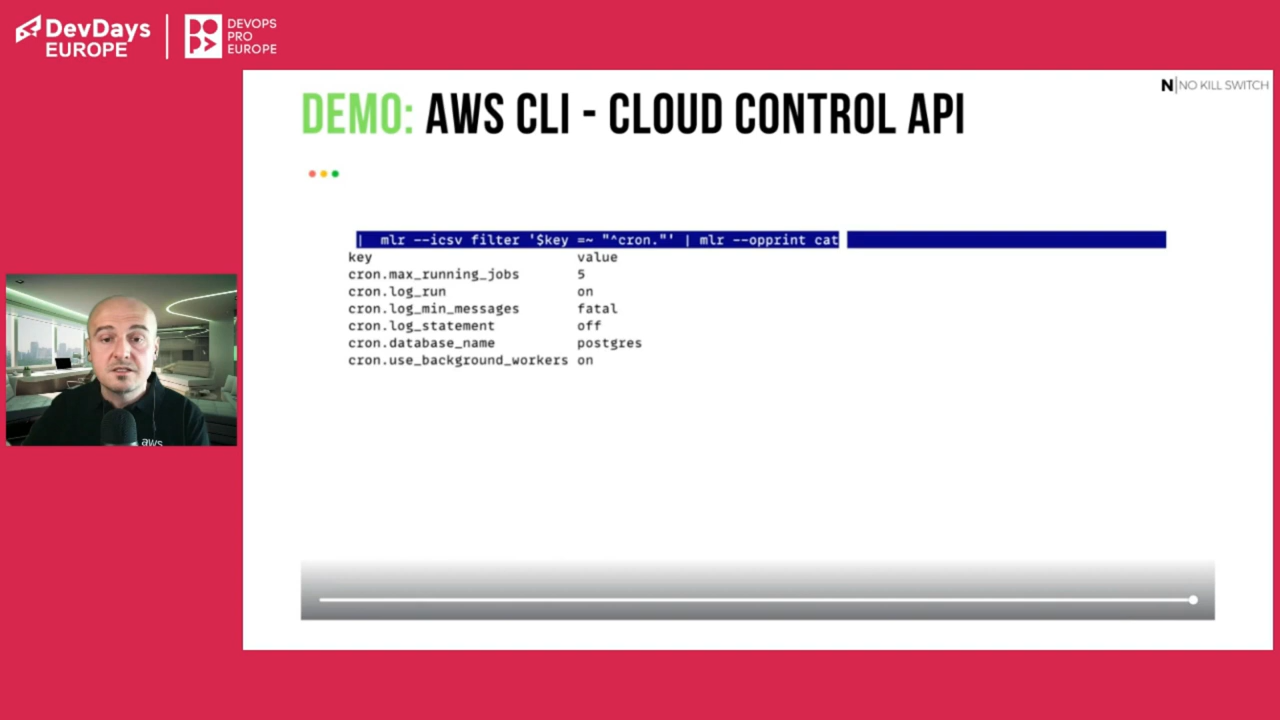 DevDays
EUROPE
DEVOPS
PRO
EUROPE
N|NO KILL SWITCH
DEMO: AWS CLI - CLOUD CONTROL API
| mlr --icsv filter '$key =~ "^cron."' | mlr --opprint cat
key value
cron.max_running_jobs 5
cron.log_run on
cron.log_min_messages fatal
cron.log_statement off
cron.database_name postgres
cron.use_background_workers on
aws